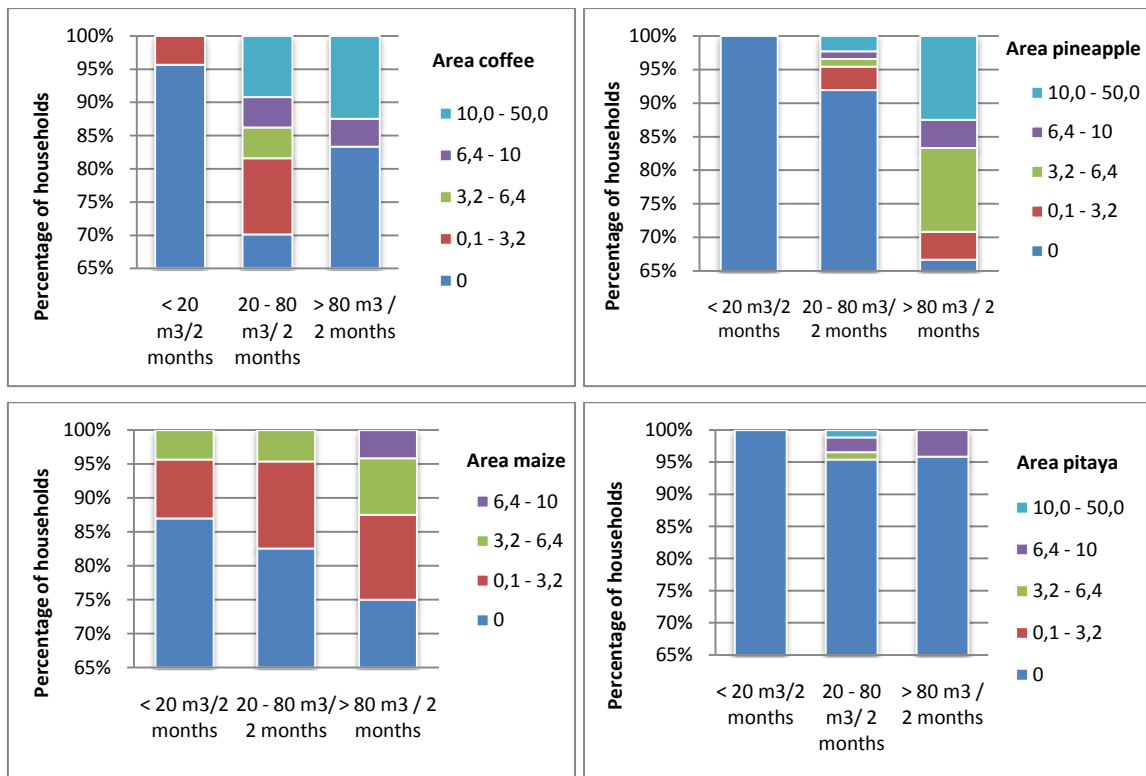 Percentage of households
100%
95%
90%
85%
80%
75%
70%
65%
< 20
m3/2
months
20 - 80
m3/ 2
months
> 80 m3 /
2 months
Area coffee
10,0 - 50,0
6,4 - 10
3,2 - 6,4
0,1 - 3,2
0
Percentage of households
100%
95%
90%
85%
80%
75%
70%
65%
< 20 m3/2
months
20 - 80 m3/
2 months
> 80 m3 / 2
months
Area pineapple
10,0 - 50,0
6,4 - 10
3,2 - 6,4
0,1 - 3,2
0
Percentage of households
100%
95%
90%
85%
80%
75%
70%
65%
< 20 m3/2
months
20 - 80 m3/
2 months
> 80 m3 / 2
months
Area maize
6,4 - 10
3,2 - 6,4
0,1 - 3,2
0
Percentage of households
100%
95%
90%
85%
80%
75%
70%
65%
< 20 m3/2
months
20 - 80
m3/ 2
months
> 80 m3 /
2 months
Area pitaya
10,0 - 50,0
6,4 - 10
3,2 - 6,4
0,1 - 3,2
0